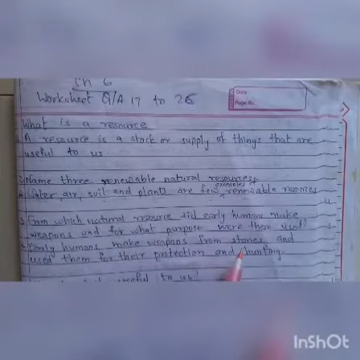 Ch 6
Worksheet Q/A 17 to 26
Date
Page No.
What is a resource
A resource is a stock or supply of things that are
useful to us.
Name three renewable natural resources.
examples of
Water, air, soil and plants are few renewable resources
From which natural resource did early humans make
weapons and for what purpose were them used
Early humans make weapons from stones and
used them for their protection and hunting.
useful to us?
InShOt